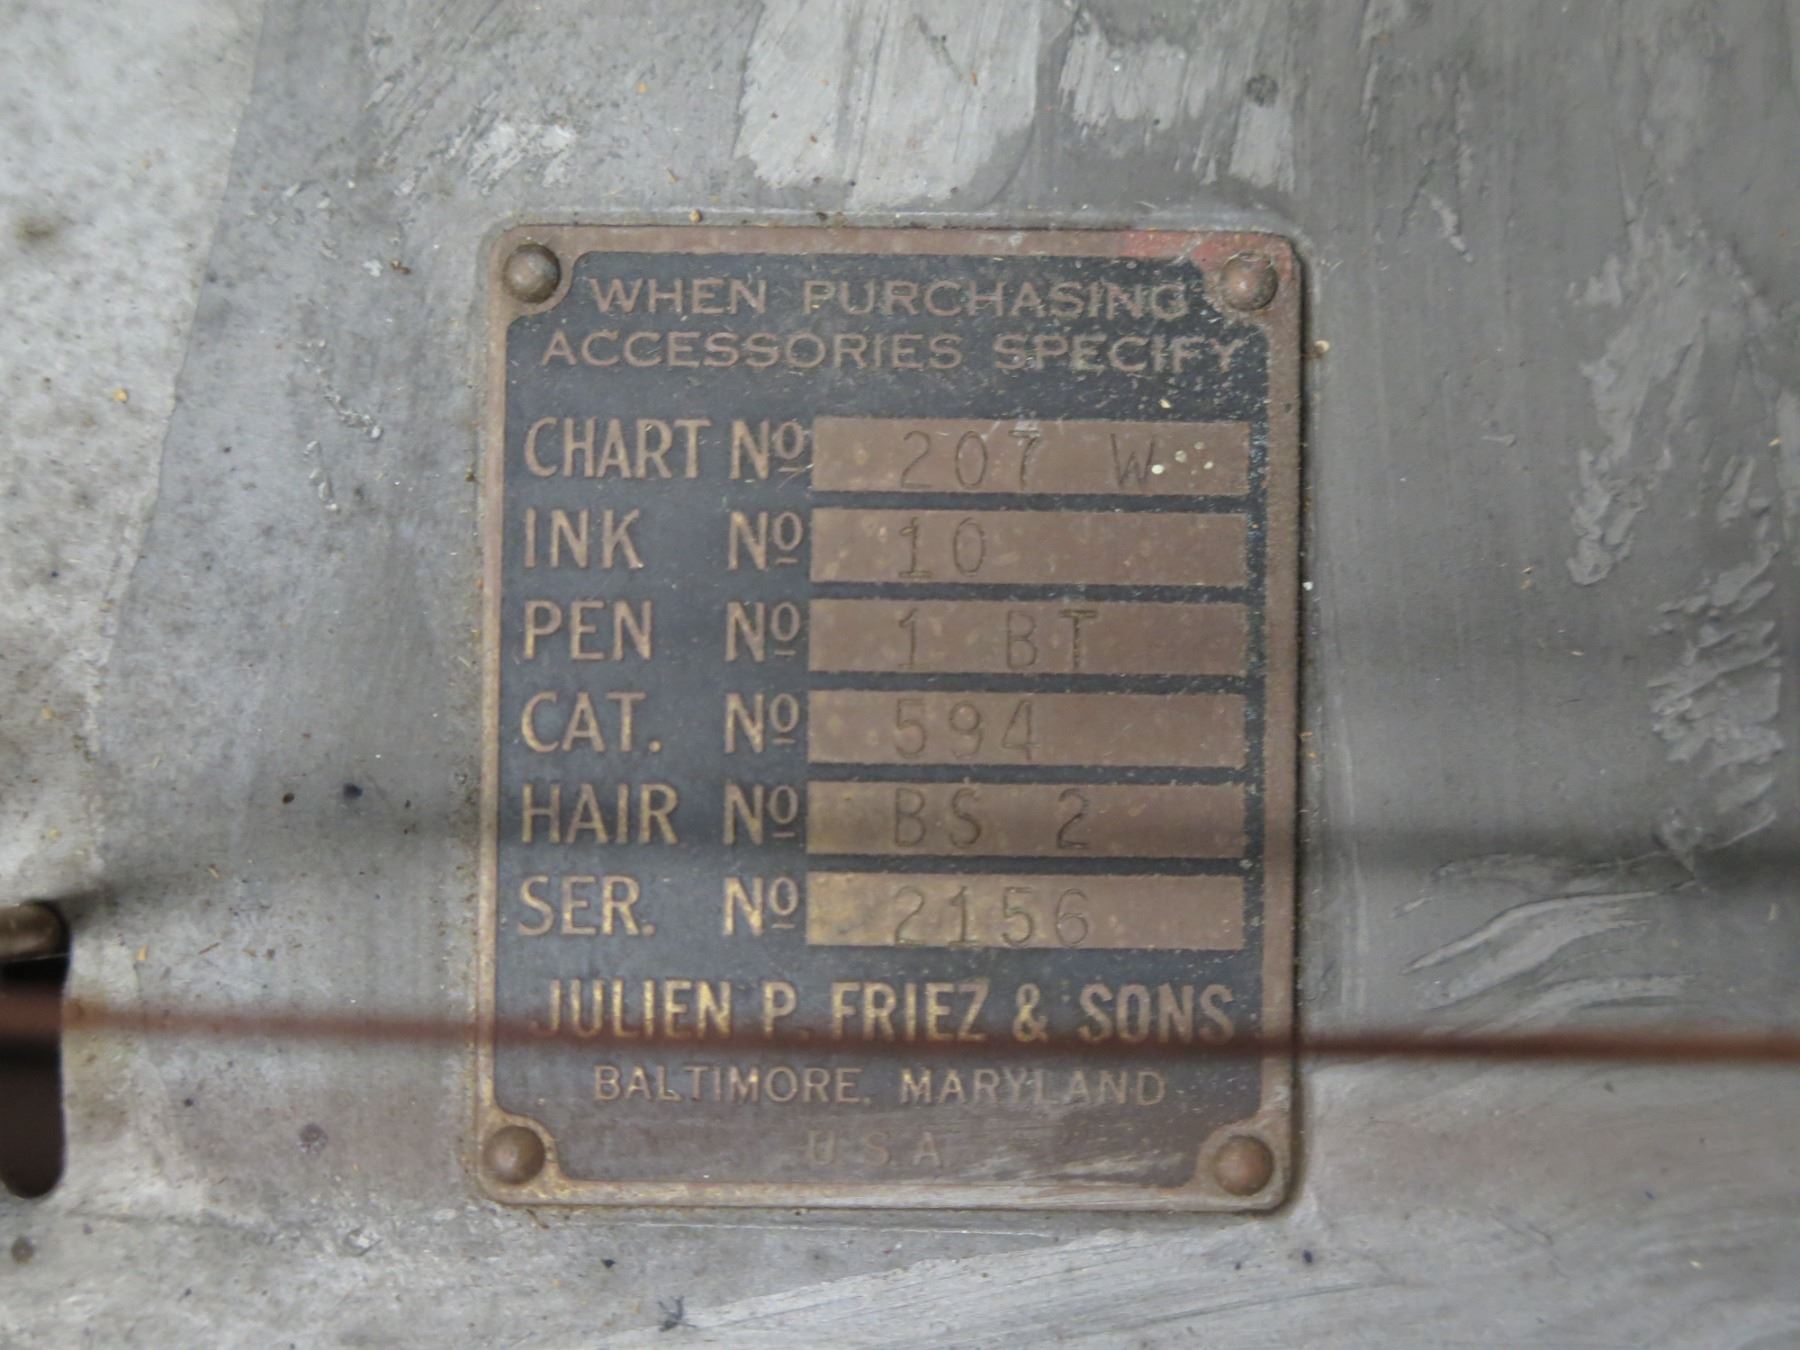 WHEN PURCHASING
ACCESSORIES SPECIFY
CHART Nº 207 W
INK Nº 10
PEN Nº 1 BT
CAT. Nº 594
HAIR Nº BS 2
SER. Nº 2156
JULIEN P. FRIEZ & SONS
BALTIMORE, MARYLAND
U.S.A